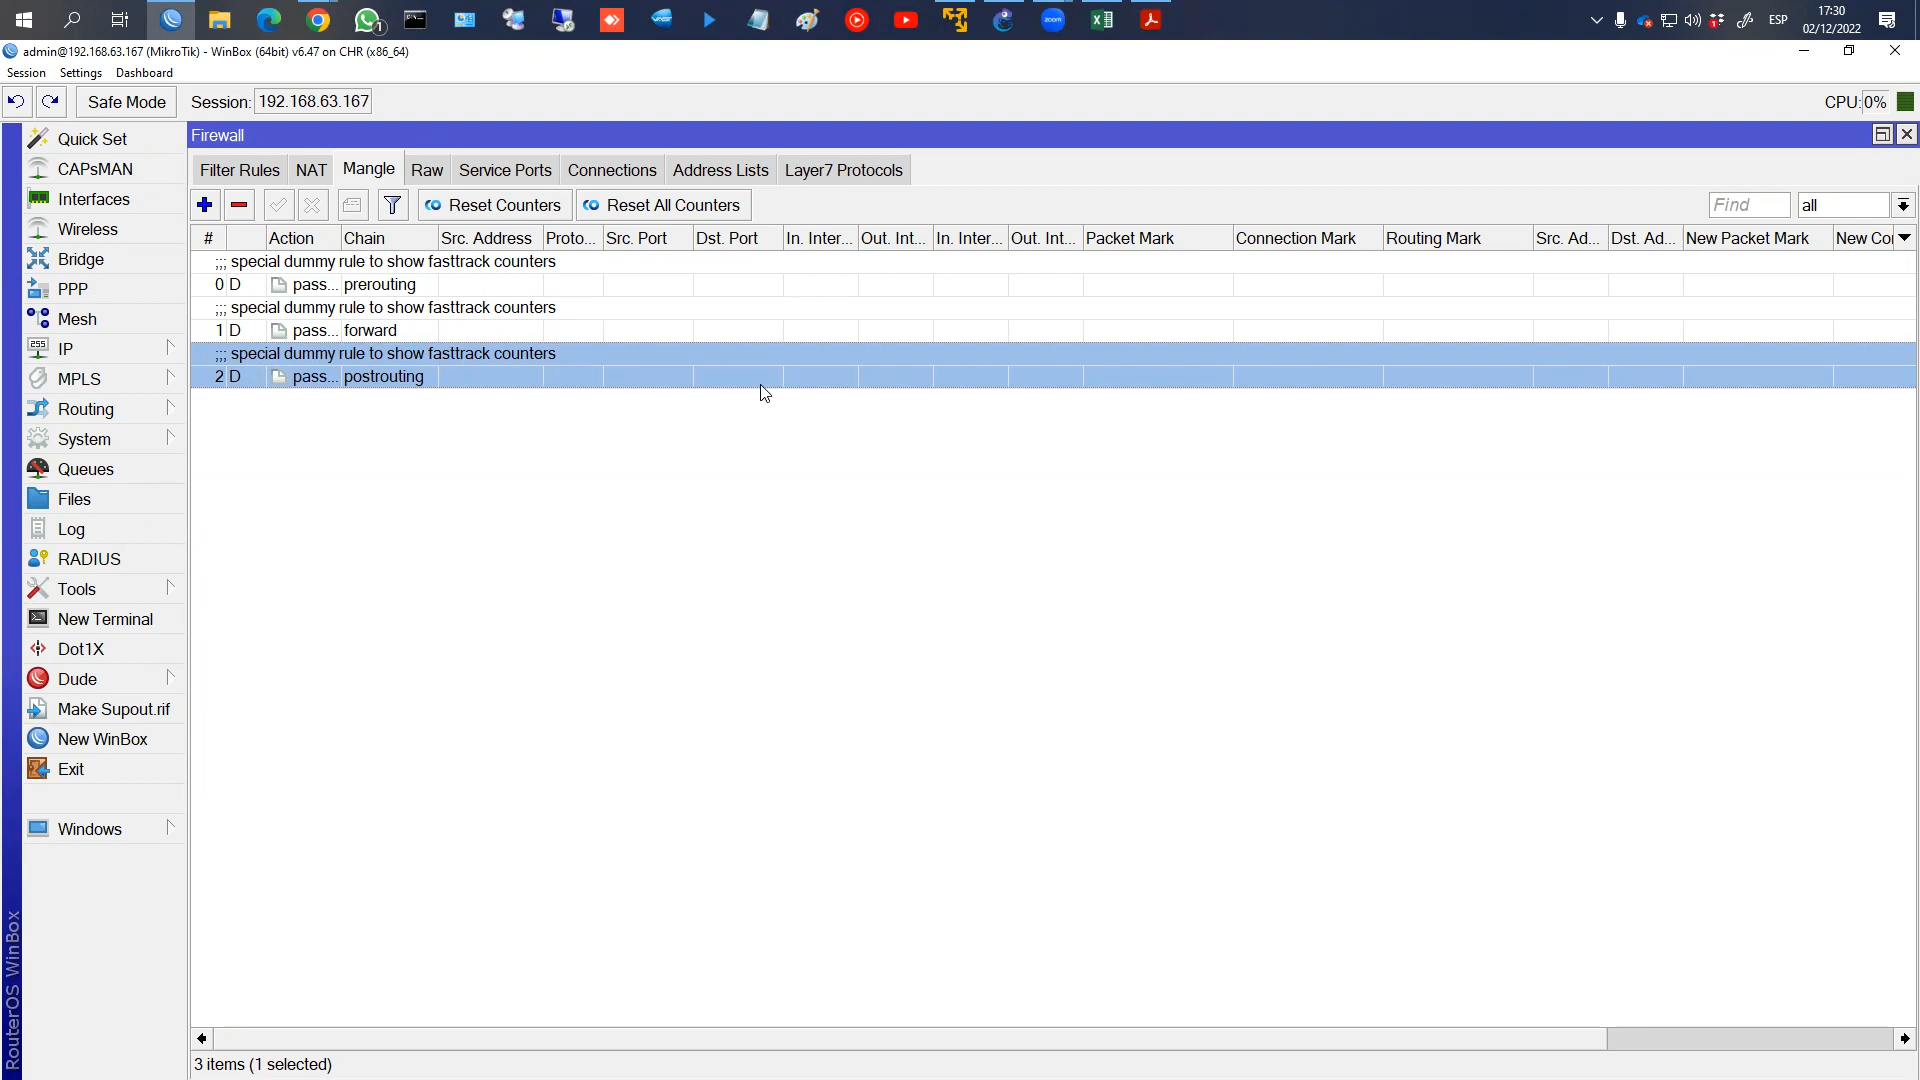 1
ESP
17:30
02/12/2022
admin@192.168.63.167 (MikroTik) - WinBox (64bit) v6.47 on CHR (x86_64)
Session Settings Dashboard
Safe Mode Session: 192.168.63.167 CPU: 0%
Quick Set
CAPsMAN
Interfaces
Wireless
Bridge
PPP
Mesh
IP
MPLS
Routing
System
Queues
Files
Log
RADIUS
Tools
New Terminal
Dot1X
Dude
Make Supout.rif
New WinBox
Exit
Windows
RouterOS WinBox
Firewall
Filter Rules NAT Mangle Raw Service Ports Connections Address Lists Layer7 Protocols
Reset Counters Reset All Counters Find all
# Action Chain Src. Address Proto... Src. Port Dst. Port In. Inter... Out. Int... In. Inter... Out. Int... Packet Mark Connection Mark Routing Mark Src. Ad... Dst. Ad... New Packet Mark New Co
;;; special dummy rule to show fasttrack counters
0 D pass... prerouting
;;; special dummy rule to show fasttrack counters
1 D pass... forward
;;; special dummy rule to show fasttrack counters
2 D pass... postrouting
3 items (1 selected)